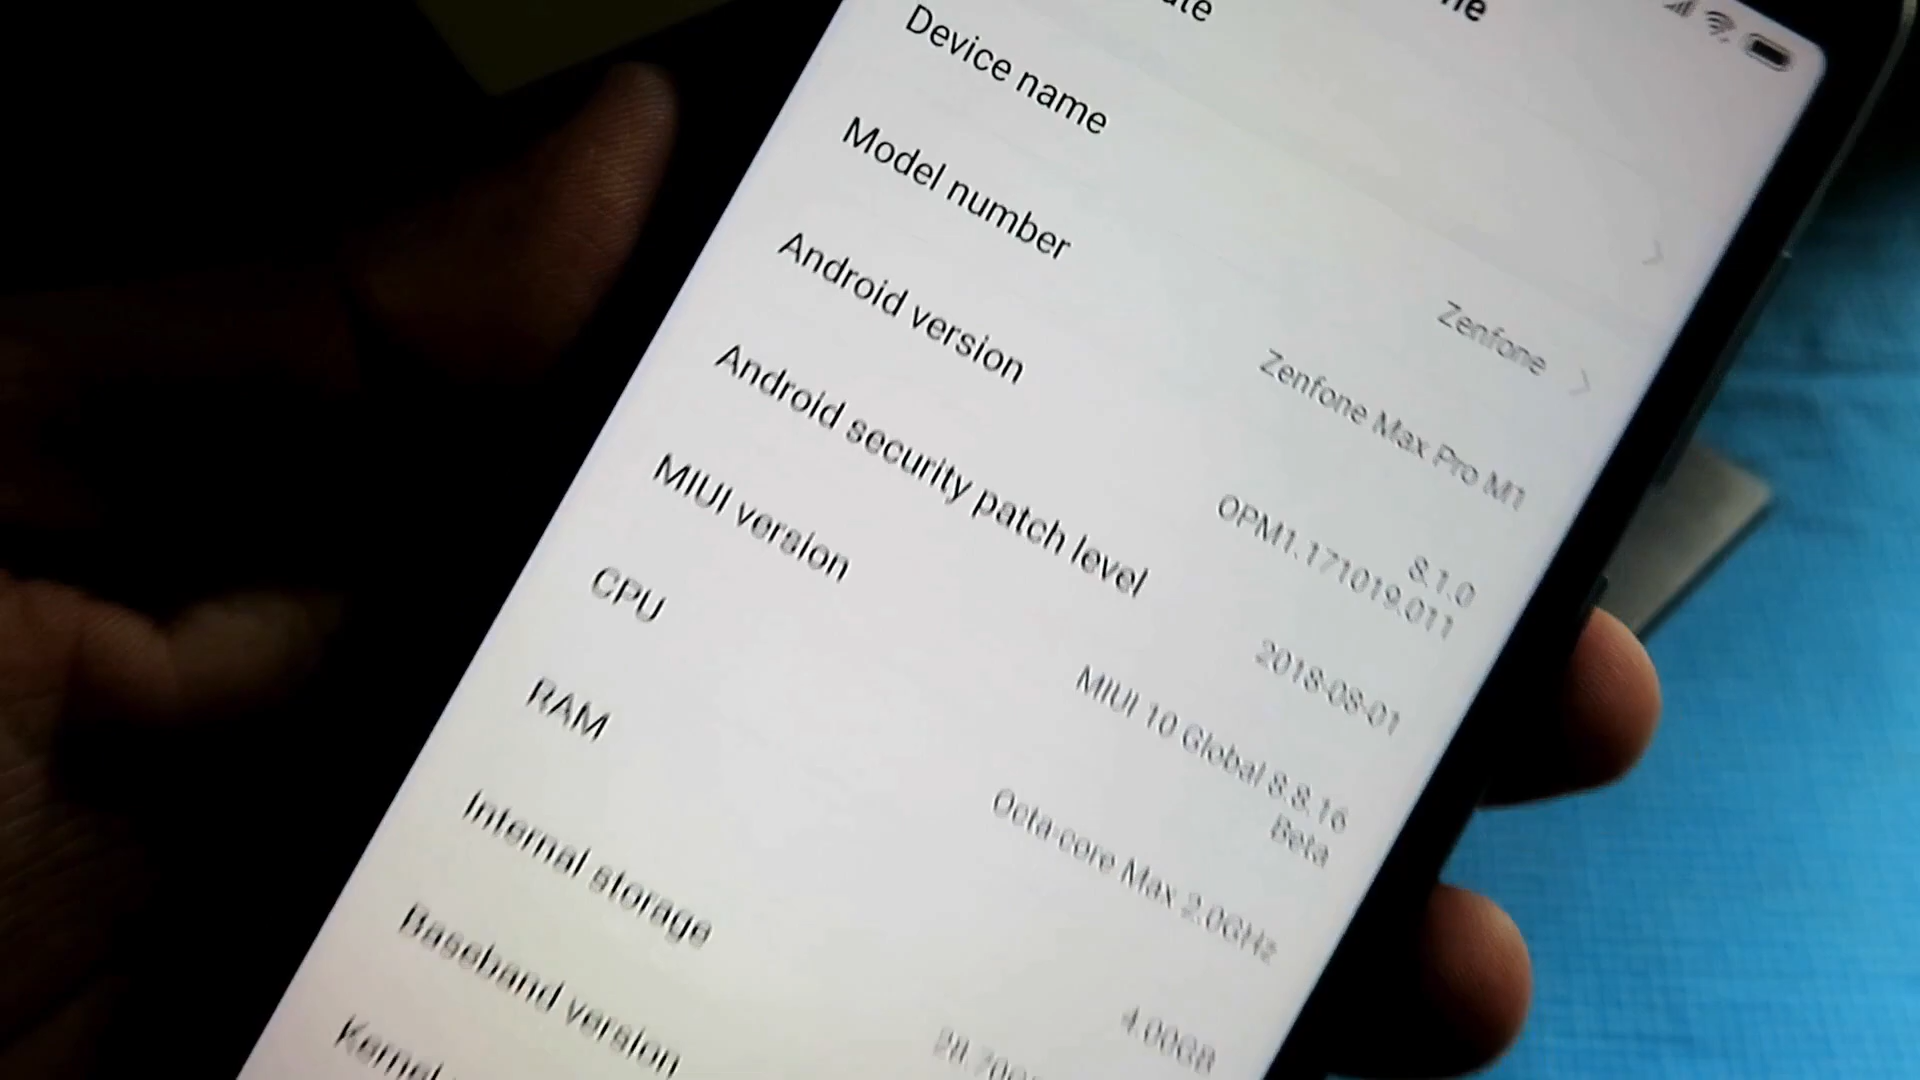 Device name
Zenfone
Model number
Zenfone Max Pro M1
Android version
8.1.0
OPM1.171019.011
Android security patch level
2018-08-01
MIUI version
MIUI 10 Global 8.8.16
Beta
CPU
Octa-core Max 2.0GHz
RAM
4.00GB
Internal storage
Baseband version
Kernel